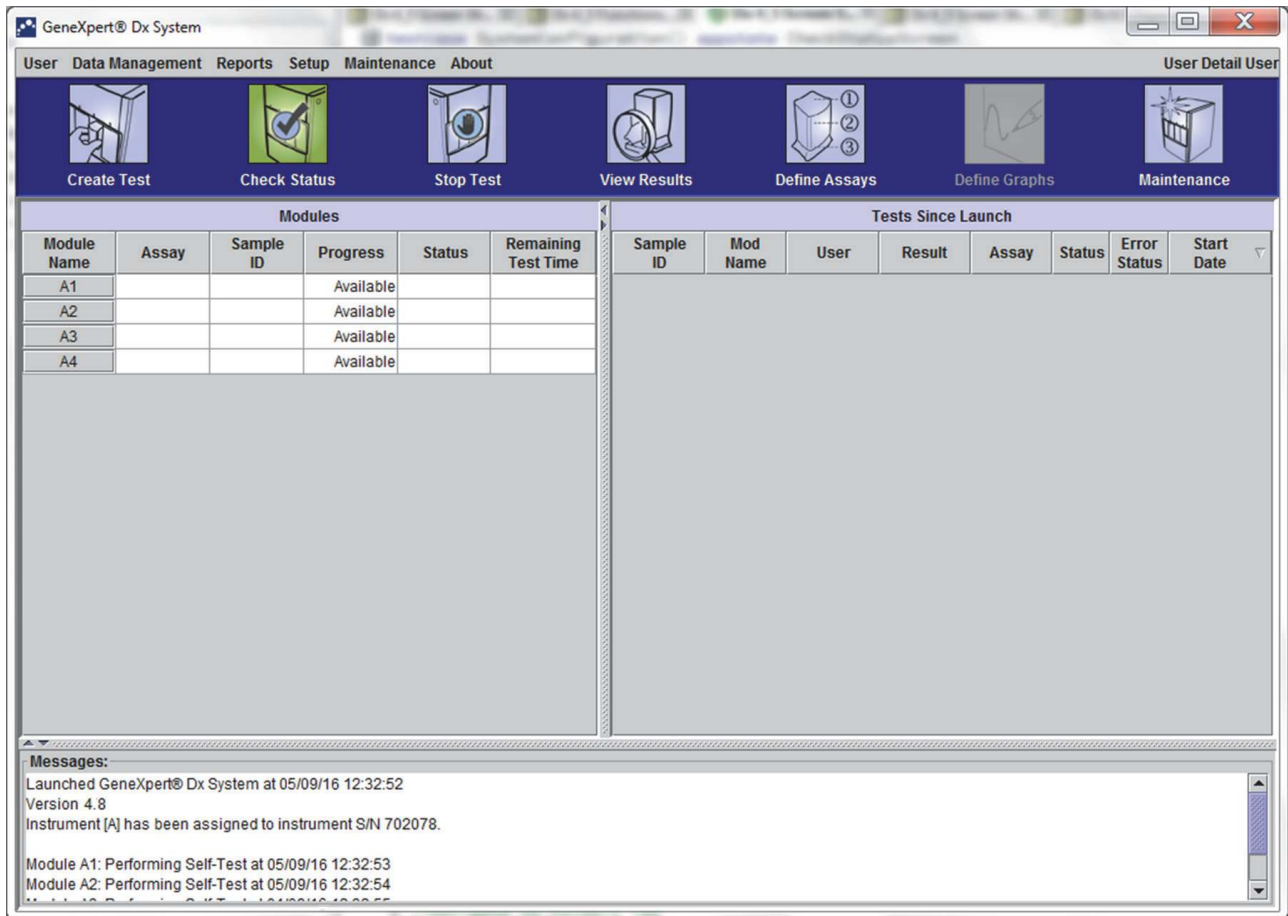 GeneXpert® Dx System
User Data Management Reports Setup Maintenance About User Detail User
① ② ③
Create Test Check Status Stop Test View Results Define Assays Define Graphs Maintenance
Modules
Module Name Assay Sample ID Progress Status Remaining Test Time
A1 Available
A2 Available
A3 Available
A4 Available
Tests Since Launch
Sample ID Mod Name User Result Assay Status Error Status Start Date
Messages:
Launched GeneXpert® Dx System at 05/09/16 12:32:52
Version 4.8
Instrument [A] has been assigned to instrument S/N 702078.
Module A1: Performing Self-Test at 05/09/16 12:32:53
Module A2: Performing Self-Test at 05/09/16 12:32:54